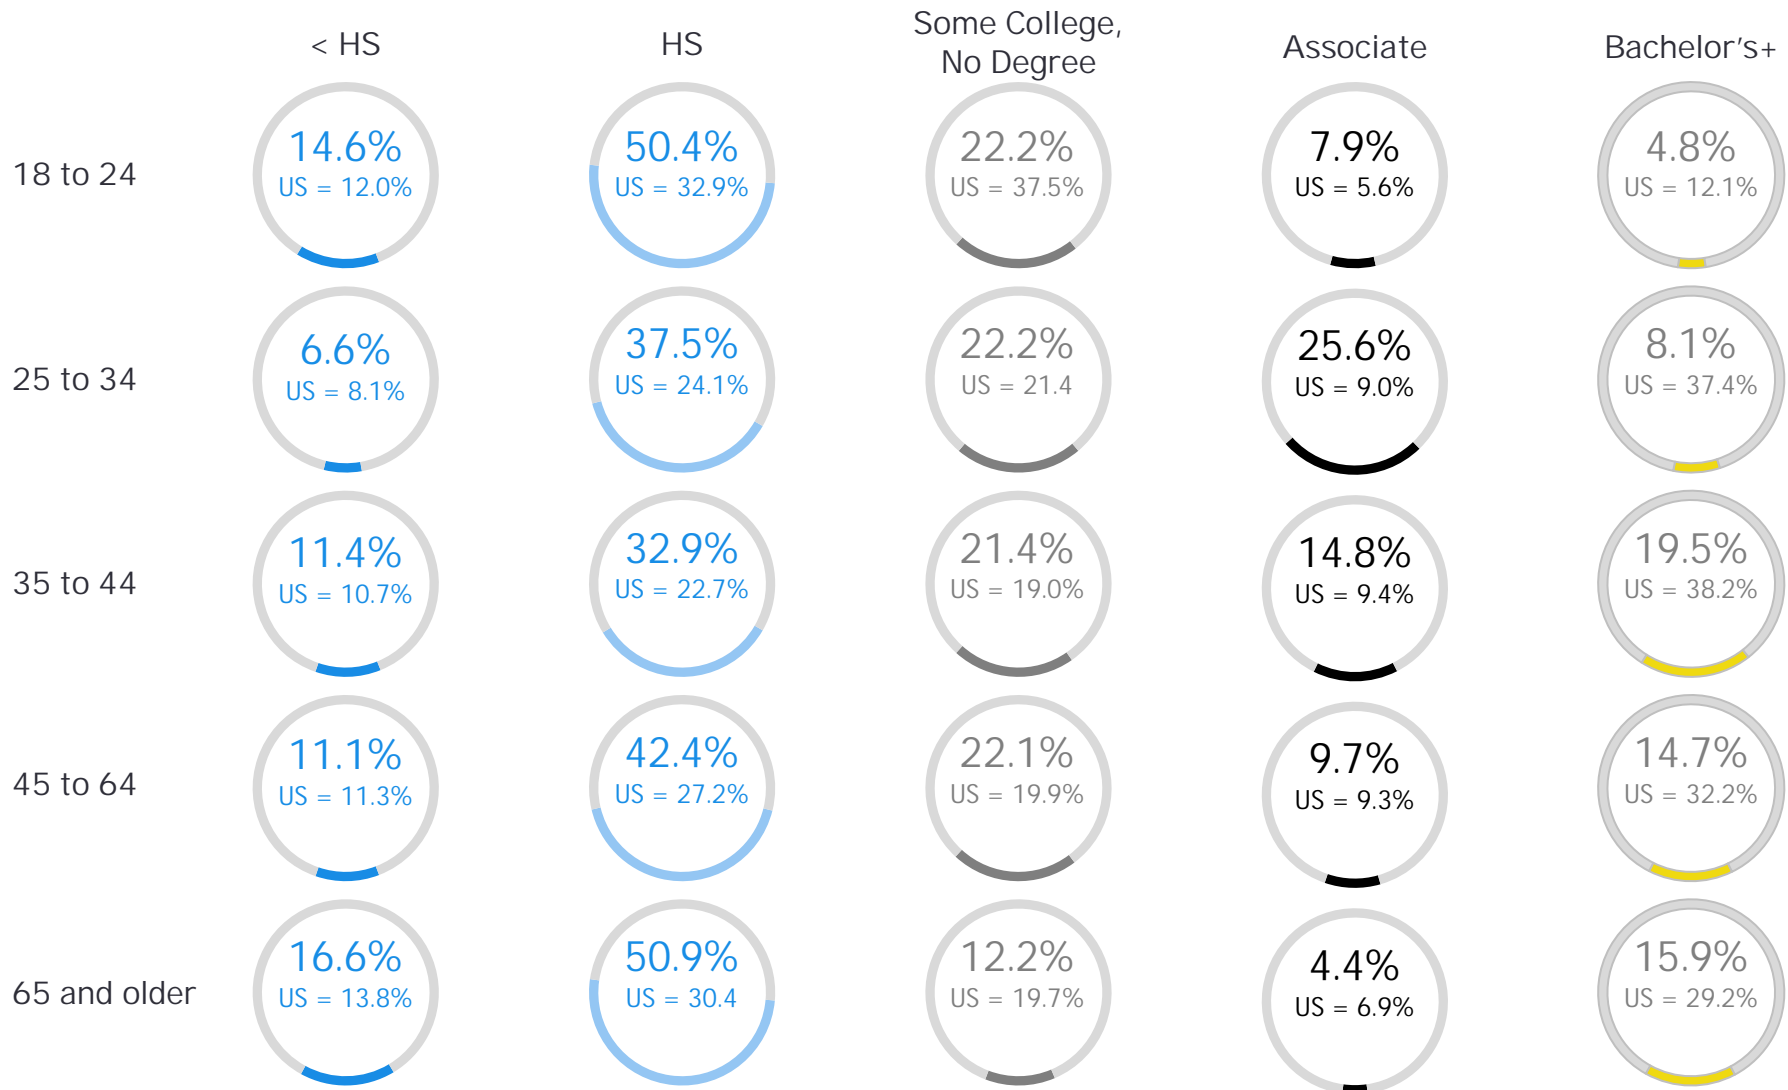 < HS
HS
Some College,
No Degree
Associate
Bachelor's+
18 to 24
14.6%
US = 12.0%
50.4%
US = 32.9%
22.2%
US = 37.5%
7.9%
US = 5.6%
4.8%
US = 12.1%
25 to 34
6.6%
US = 8.1%
37.5%
US = 24.1%
22.2%
US = 21.4
25.6%
US = 9.0%
8.1%
US = 37.4%
35 to 44
11.4%
US = 10.7%
32.9%
US = 22.7%
21.4%
US = 19.0%
14.8%
US = 9.4%
19.5%
US = 38.2%
45 to 64
11.1%
US = 11.3%
42.4%
US = 27.2%
22.1%
US = 19.9%
9.7%
US = 9.3%
14.7%
US = 32.2%
65 and older
16.6%
US = 13.8%
50.9%
US = 30.4
12.2%
US = 19.7%
4.4%
US = 6.9%
15.9%
US = 29.2%